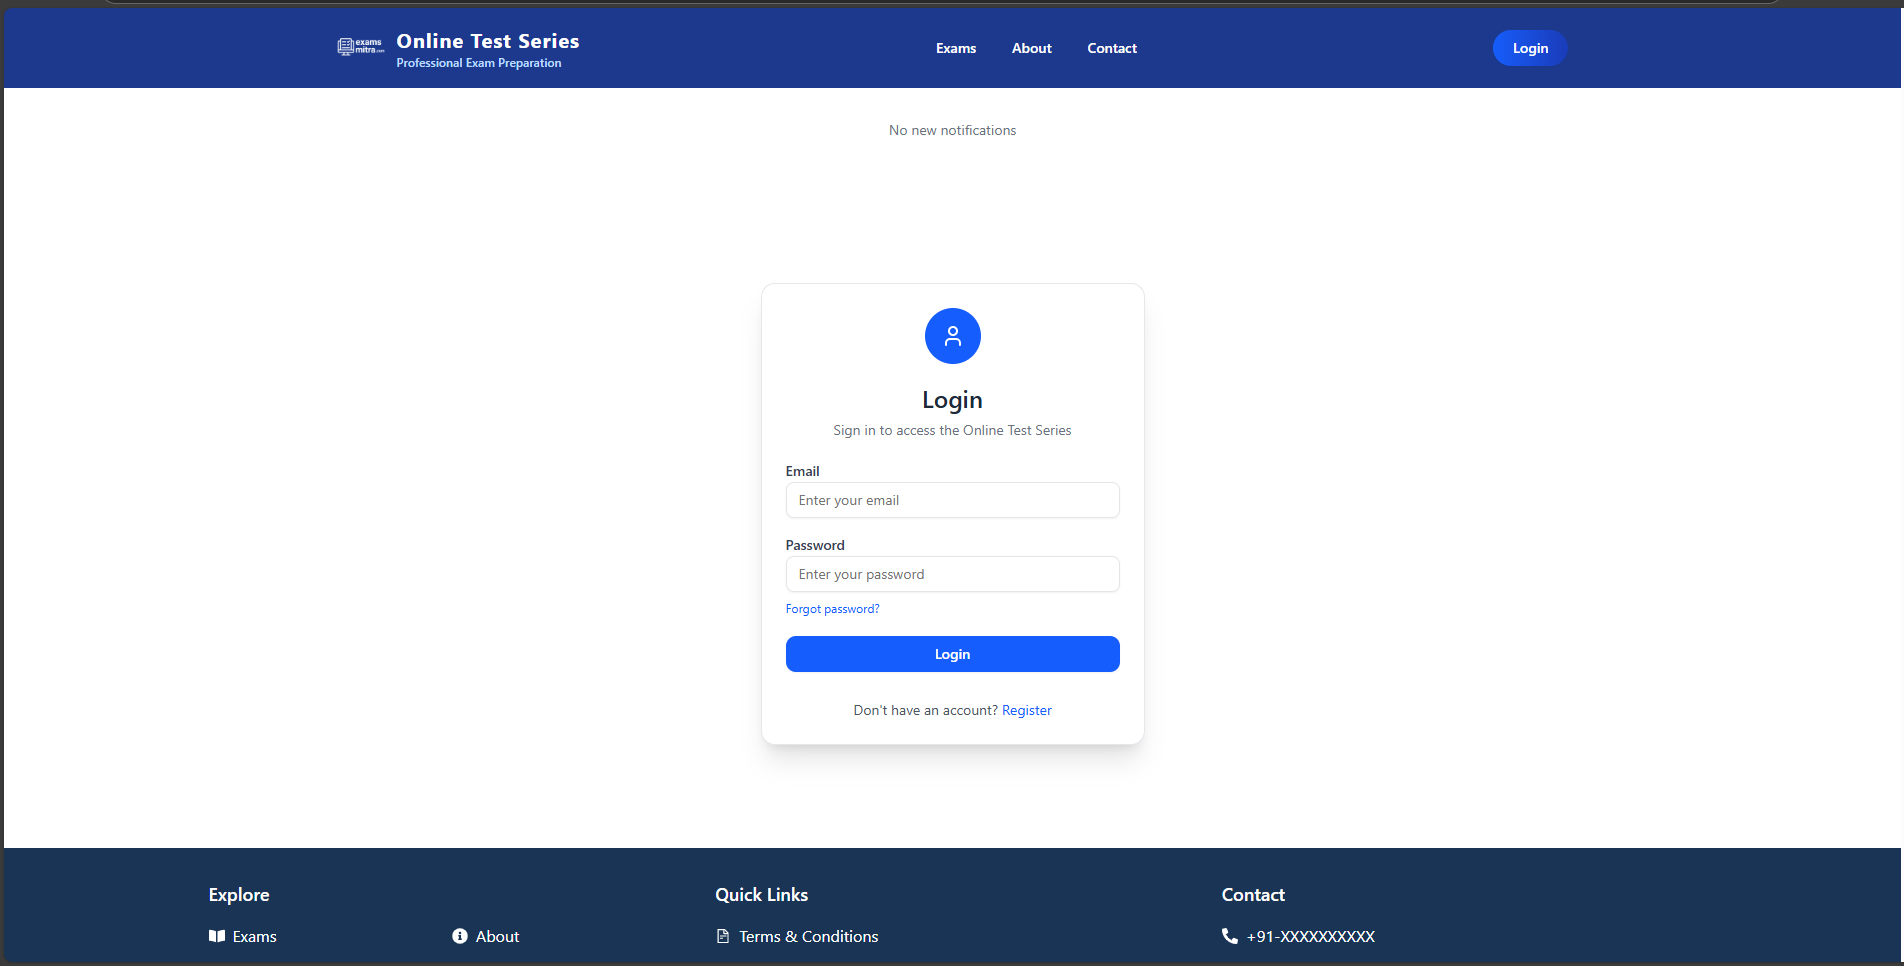 exams
mitra.com
Online Test Series
Professional Exam Preparation
Exams
About
Contact
Login
No new notifications
Login
Sign in to access the Online Test Series
Email
Enter your email
Password
Enter your password
Forgot password?
Login
Don't have an account? Register
Explore
Exams
About
Quick Links
Terms & Conditions
Contact
+91-XXXXXXXXXX